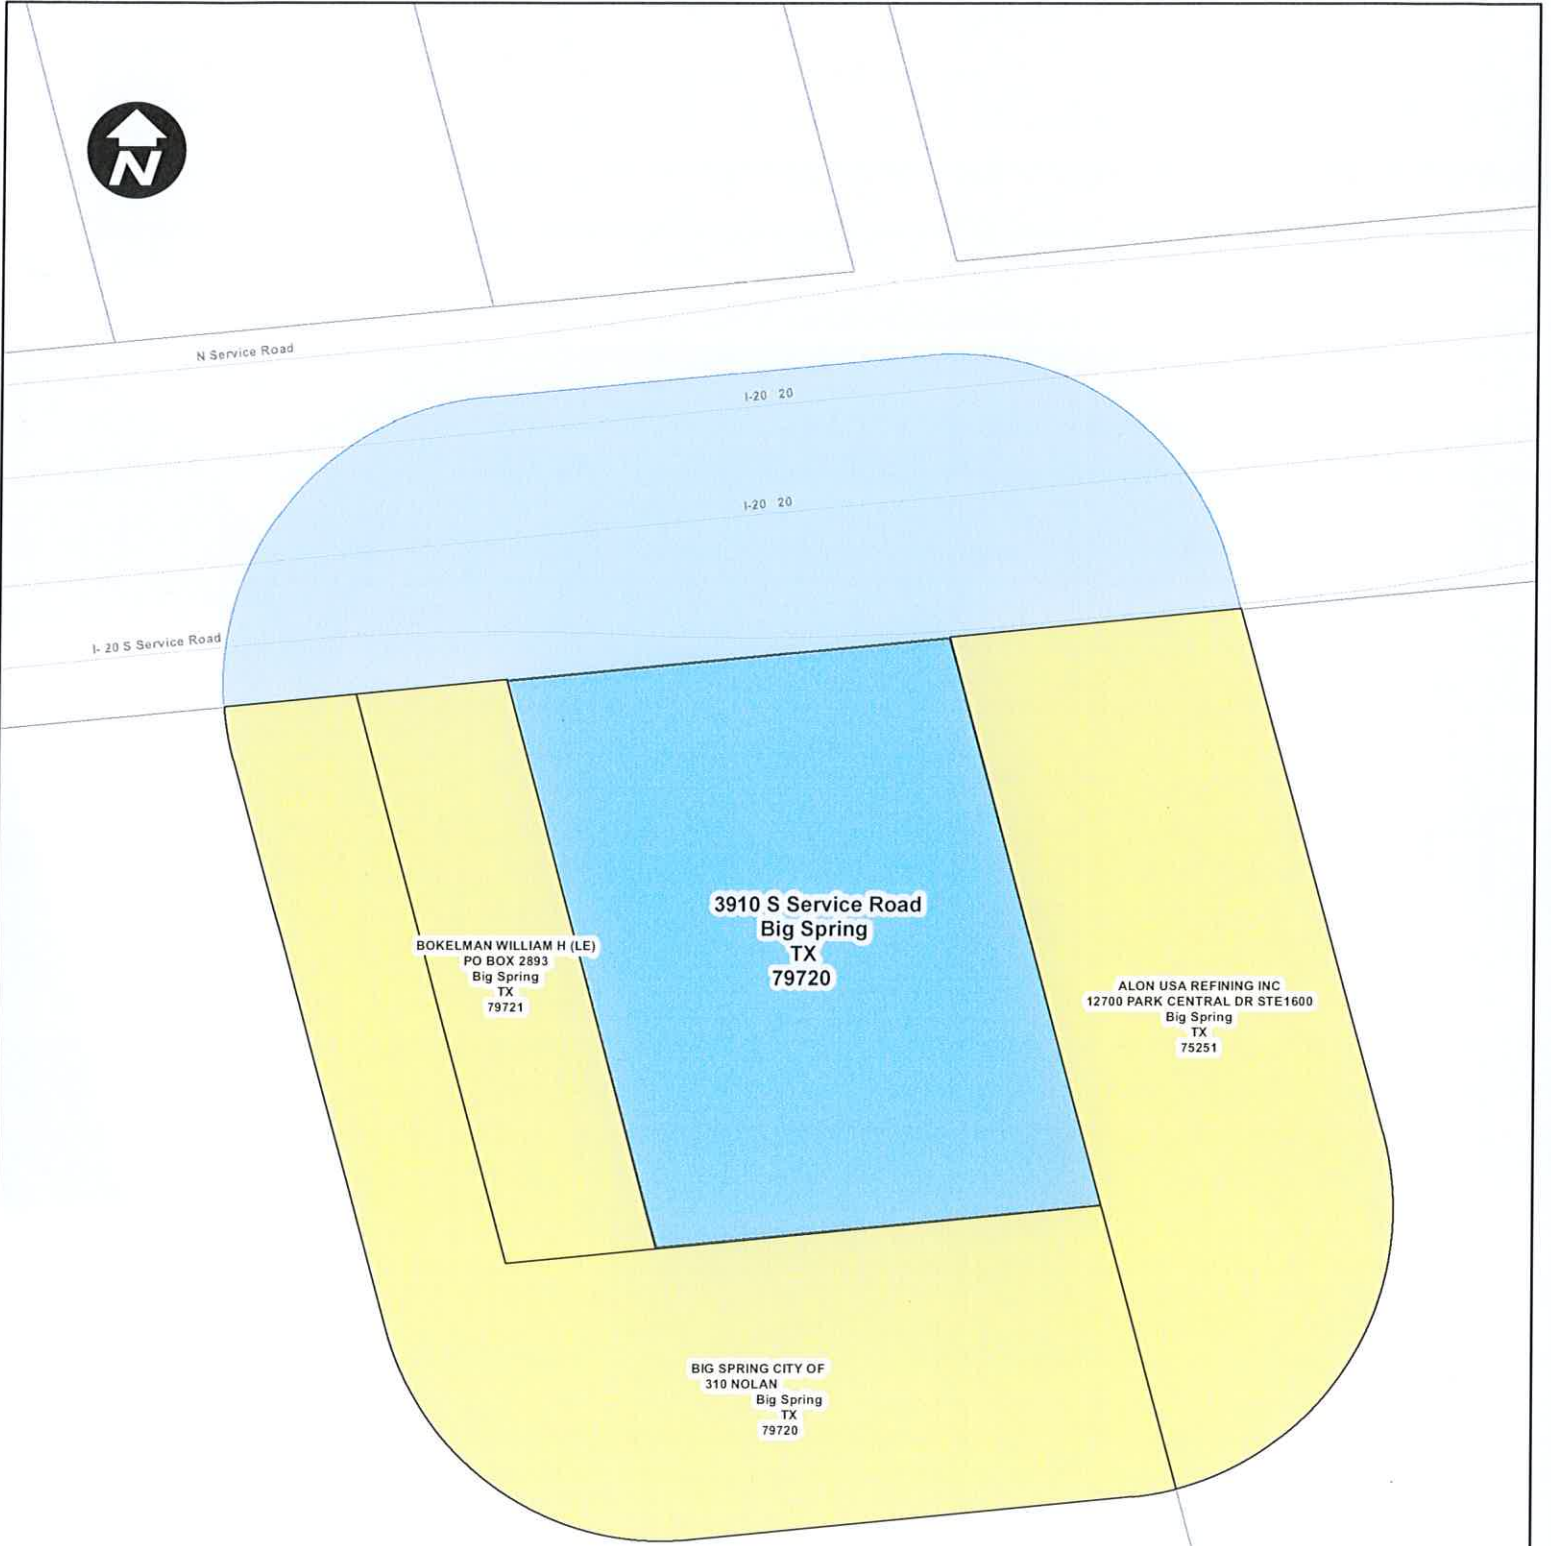 N
N Service Road
I-20 20
I-20 20
I- 20 S Service Road
3910 S Service Road
Big Spring
TX
79720
BOKELMAN WILLIAM H (LE)
PO BOX 2893
Big Spring
TX
79721
ALON USA REFINING INC
12700 PARK CENTRAL DR STE1600
Big Spring
TX
75251
BIG SPRING CITY OF
310 NOLAN
Big Spring
TX
79720